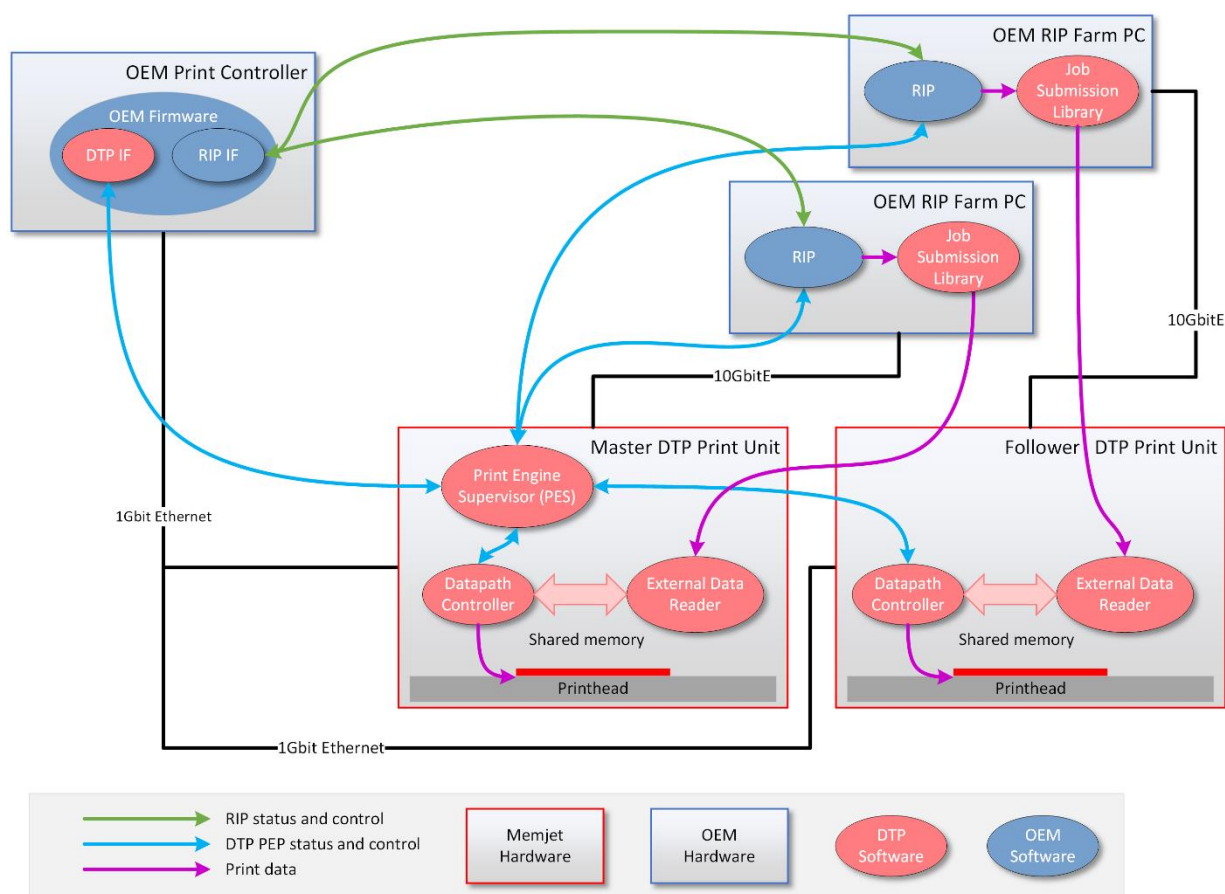 OEM Print Controller
OEM Firmware
DTP IF
RIP IF
OEM RIP Farm PC
RIP
Job
Submission
Library
OEM RIP Farm PC
RIP
Job
Submission
Library
10GbitE
10GbitE
1Gbit Ethernet
Master DTP Print Unit
Print Engine
Supervisor (PES)
Datapath
Controller
External Data
Reader
Shared memory
Printhead
Follower DTP Print Unit
Datapath
Controller
External Data
Reader
Shared memory
Printhead
1Gbit Ethernet
RIP status and control
DTP PEP status and control
Print data
Memjet
Hardware
OEM
Hardware
DTP
Software
OEM
Software